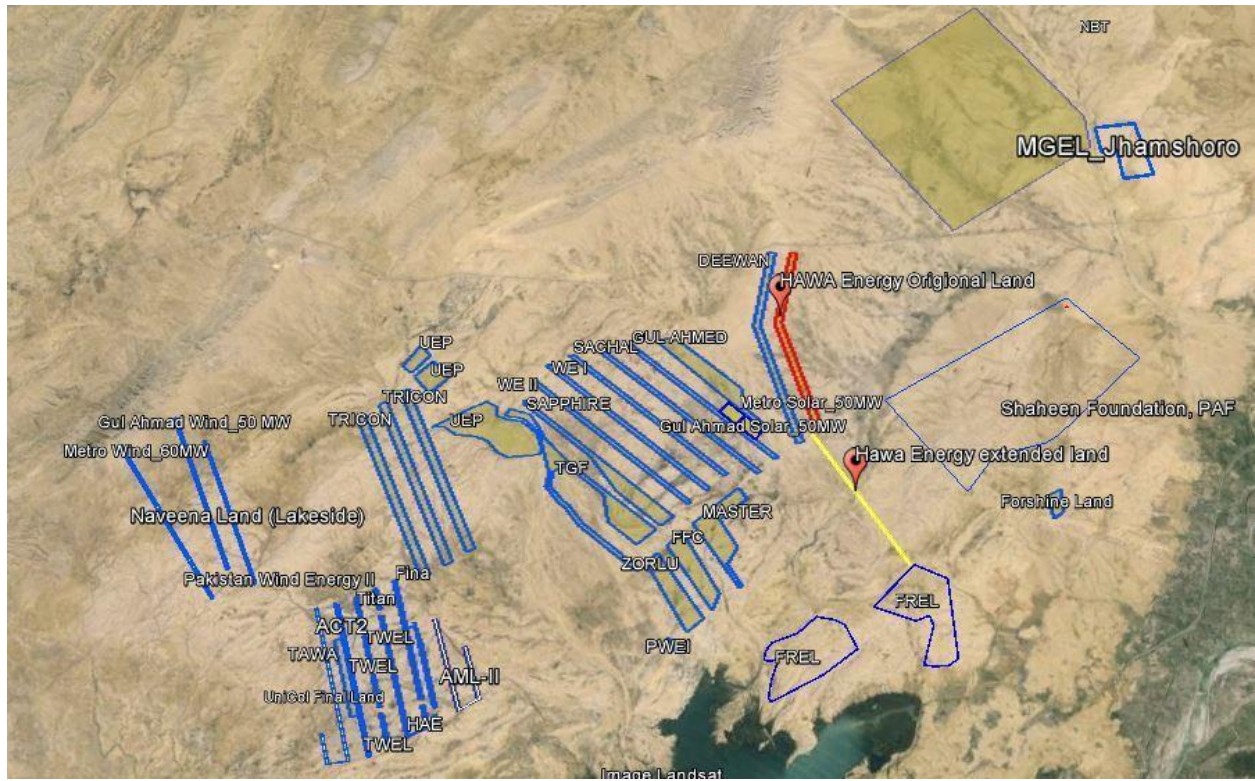 NBT
MGEL_Jhamshoro
DEEWAN
HAWA Energy Origional Land
GUL AHMED
SACHAL
UEP
UEP
WE I
WE II
TRICON
SAPPHIRE
Metro Solar_50MW
Shaheen Foundation, PAF
TRICON
UEP
Gul Ahmad Solar_50MW
Gul Ahmad Wind_50 MW
Metro Wind_60MW
Hawa Energy extended land
TGF
Forshine Land
Naveena Land (Lakeside)
MASTER
FFC
ZORLU
Pakistan Wind Energy II
Fina
Titan
FREL
ACT2
TWEL
TAWA
PWEI
FREL
TWEL
AML-II
UniCol Final Land
HAE
TWEL
Image Landsat